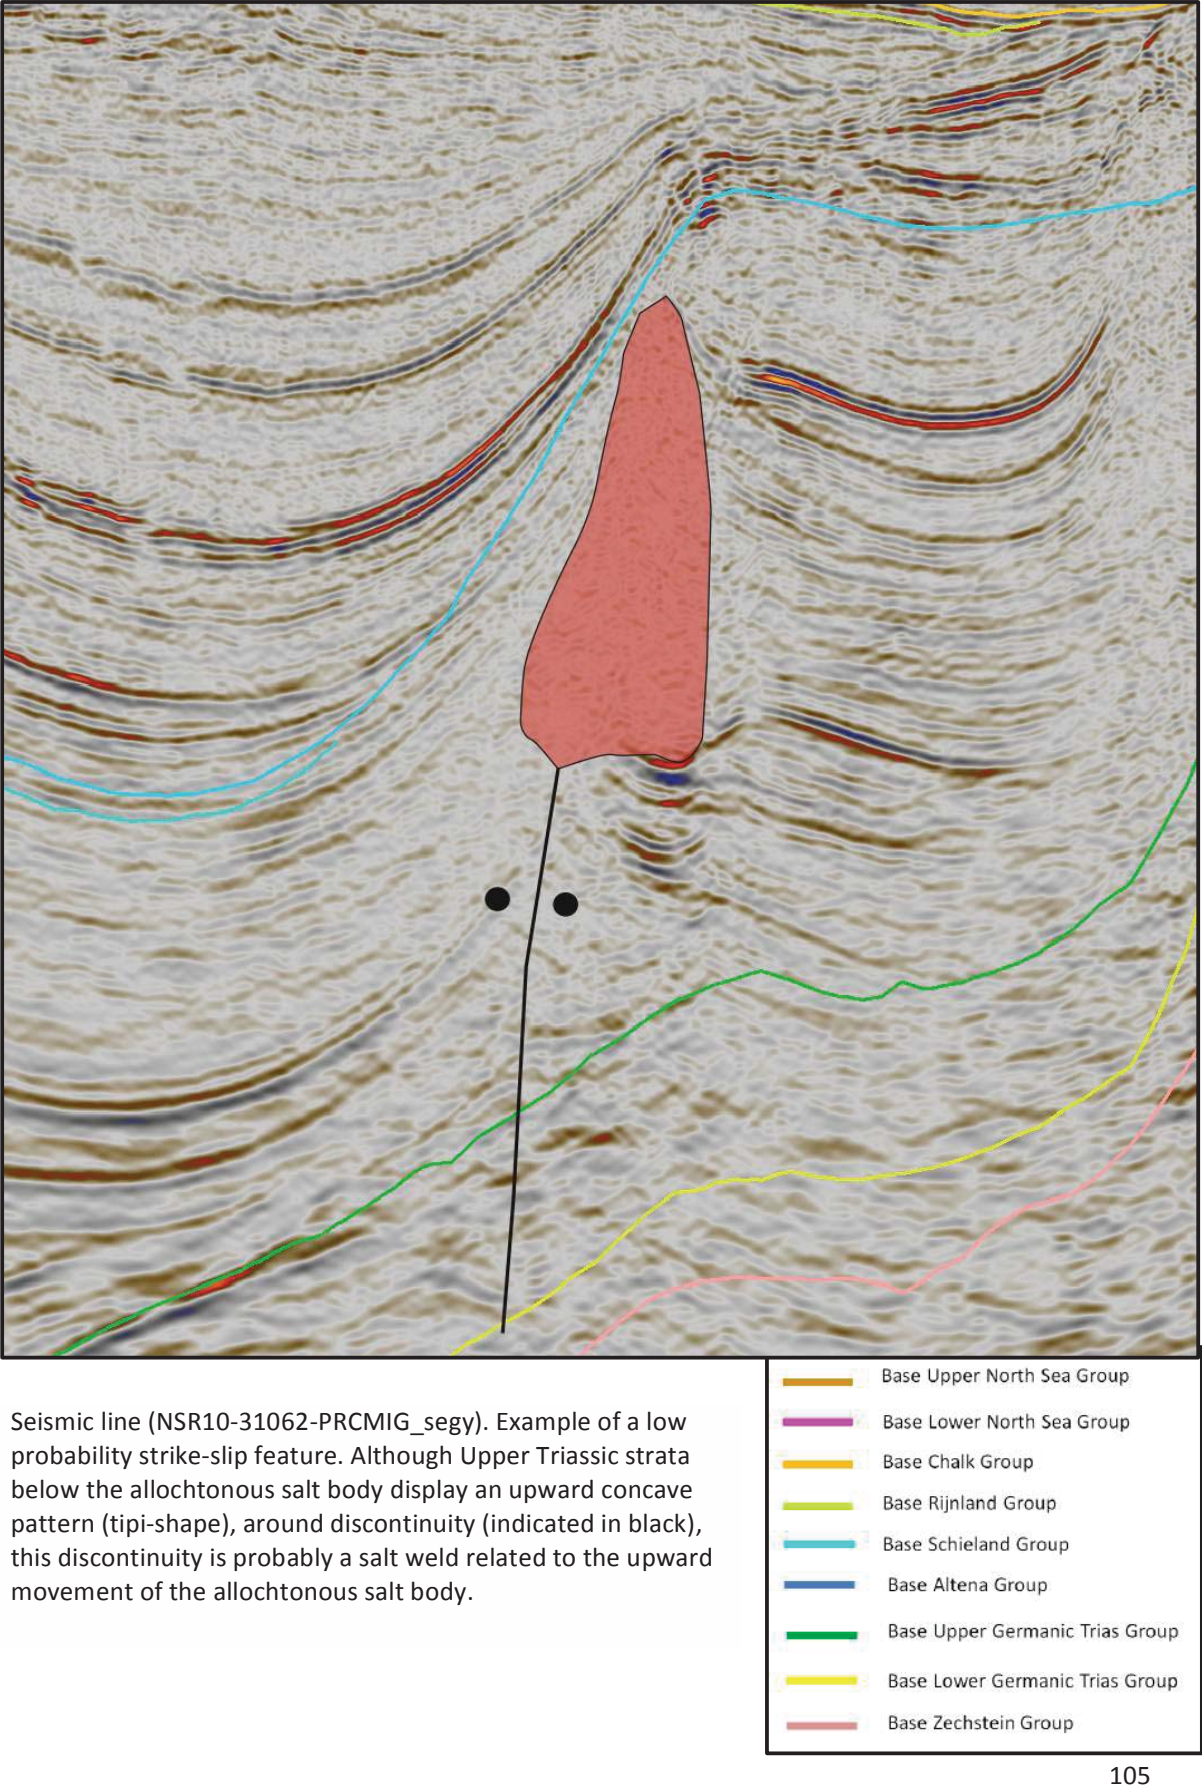 Seismic line (NSR10-31062-PRCMIG_segy). Example of a low
probability strike-slip feature. Although Upper Triassic strata
below the allochtonous salt body display an upward concave
pattern (tipi-shape), around discontinuity (indicated in black),
this discontinuity is probably a salt weld related to the upward
movement of the allochtonous salt body.
Base Upper North Sea Group
Base Lower North Sea Group
Base Chalk Group
Base Rijnland Group
Base Schieland Group
Base Altena Group
Base Upper Germanic Trias Group
Base Lower Germanic Trias Group
Base Zechstein Group
105